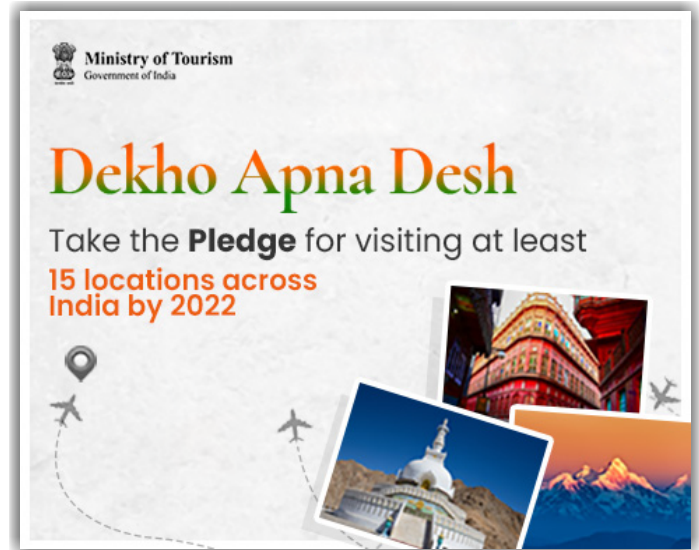 Ministry of Tourism
Government of India
Dekho Apna Desh
Take the Pledge for visiting at least
15 locations across
India by 2022